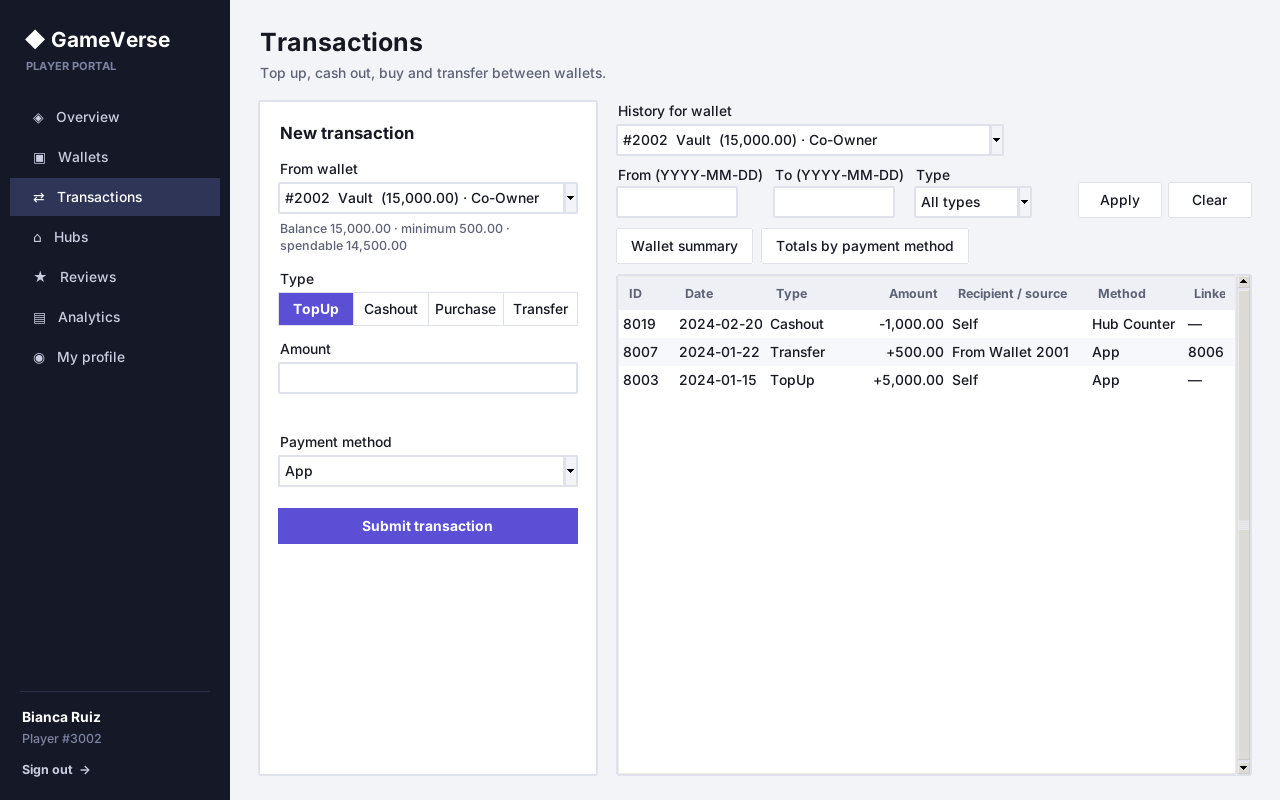 ◆ GameVerse
PLAYER PORTAL
◈ Overview
▣ Wallets
⇄ Transactions
⌂ Hubs
★ Reviews
▤ Analytics
◉ My profile
Bianca Ruiz
Player #3002
Sign out →
Transactions
Top up, cash out, buy and transfer between wallets.
New transaction
From wallet
#2002 Vault (15,000.00) · Co-Owner
Balance 15,000.00 · minimum 500.00 ·
spendable 14,500.00
Type
TopUp Cashout Purchase Transfer
Amount
Payment method
App
Submit transaction
History for wallet
#2002 Vault (15,000.00) · Co-Owner
From (YYYY-MM-DD) To (YYYY-MM-DD) Type
All types Apply Clear
Wallet summary Totals by payment method
ID Date Type Amount Recipient / source Method Linke
8019 2024-02-20 Cashout -1,000.00 Self Hub Counter —
8007 2024-01-22 Transfer +500.00 From Wallet 2001 App 8006
8003 2024-01-15 TopUp +5,000.00 Self App —